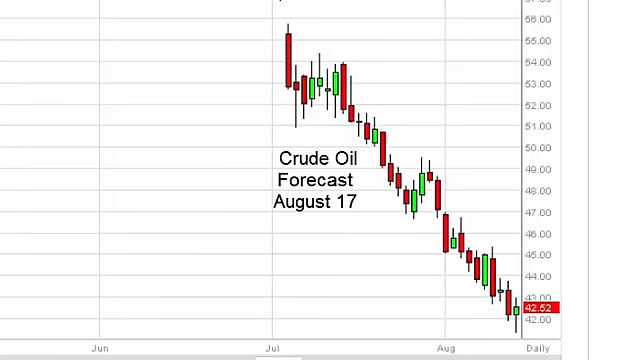 56.00
55.00
54.00
53.00
52.00
51.00
50.00
49.00
Crude Oil
Forecast
48.00
August 17
47.00
46.00
45.00
44.00
43.00
42.52
42.00
Jun
Jul
Aug
Daily